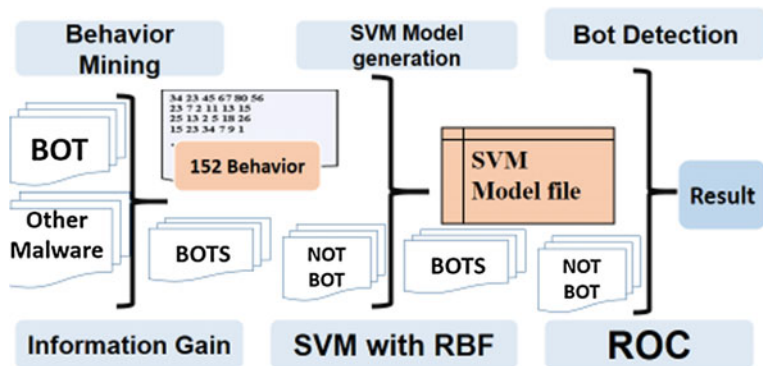 Behavior
Mining
SVM Model
generation
Bot Detection
34 23 45 67 80 56
23 7 2 11 13 15
25 13 2 5 18 26
15 23 34 7 9 1
.
152 Behavior
BOT
Other
Malware
BOTS
NOT
BOT
SVM
Model file
BOTS
NOT
BOT
Result
Information Gain
SVM with RBF
ROC